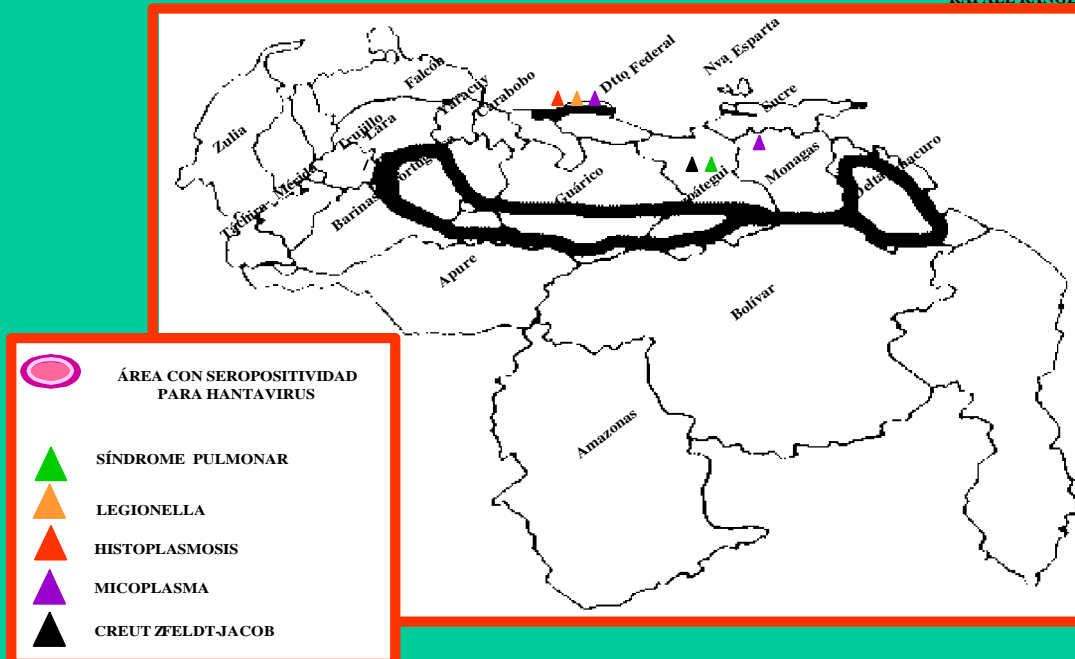 Nva Esparta
Dtto Federal
Sucre
Falcón
Yaracuy
Carabobo
Zulia
Trujillo
Lara
Mérida
Táchira
Barinas
Guárico
Monagas
Apure
Bolívar
Amazonas
ÁREA CON SEROPOSITIVIDAD
PARA HANTAVIRUS
SÍNDROME PULMONAR
LEGIONELLA
HISTOPLASMOSIS
MICOPLASMA
CREUT ZFELDT-JACOB